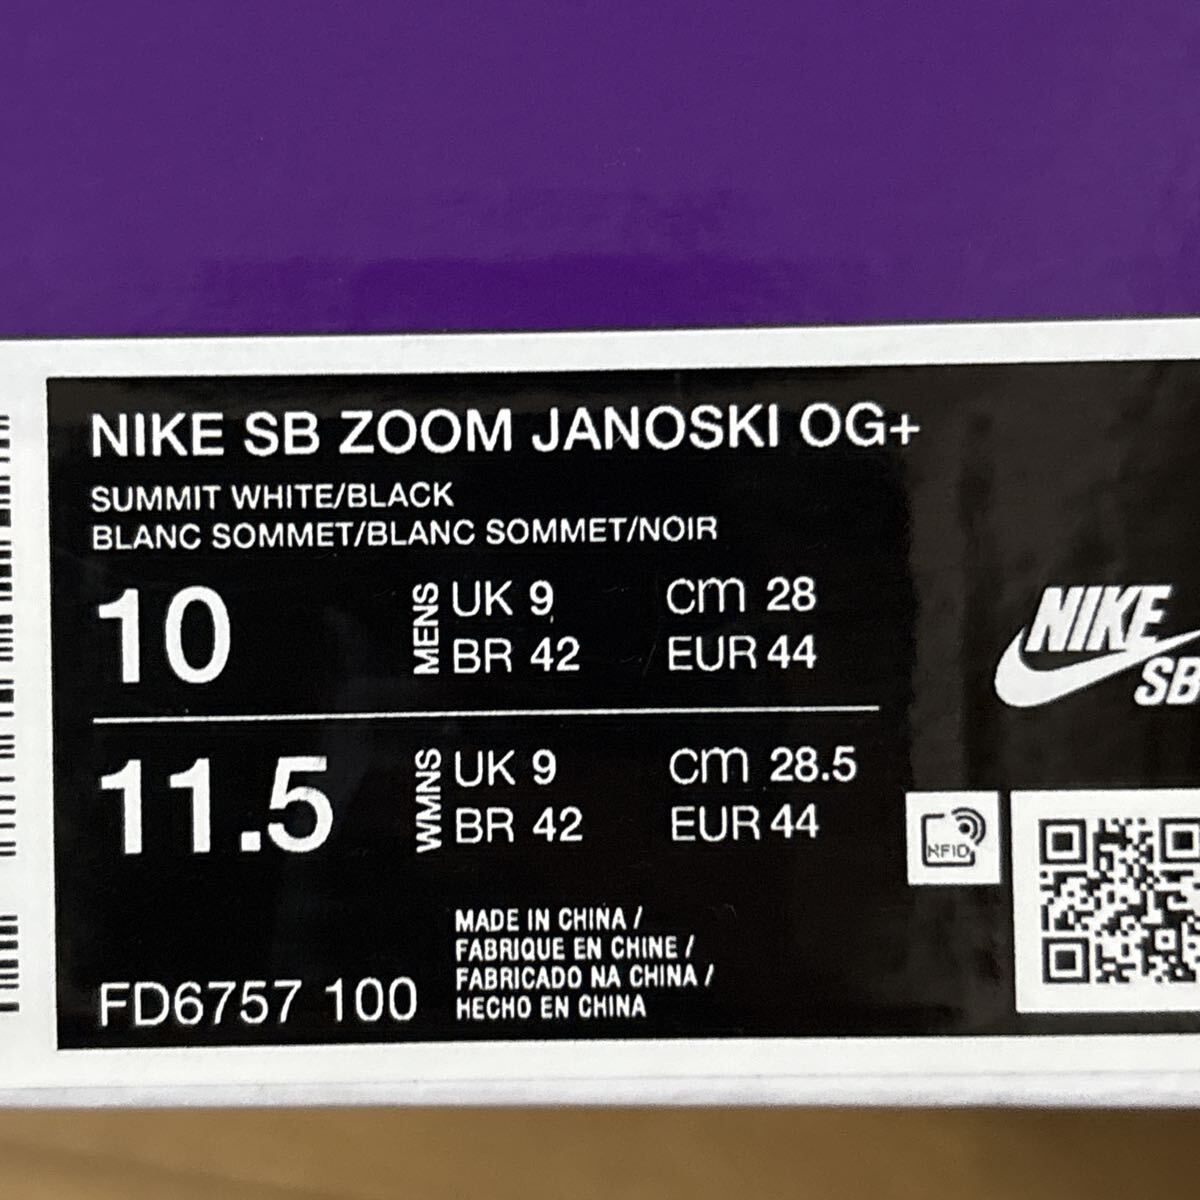 NIKE SB ZOOM JANOSKI OG+
SUMMIT WHITE/BLACK
BLANC SOMMET/BLANC SOMMET/NOIR
10 MENS UK 9 cm 28
BR 42 EUR 44
11.5 WMNS UK 9 cm 28.5
BR 42 EUR 44
NIKE
SB
RFID
MADE IN CHINA /
FABRIQUE EN CHINE /
FABRICADO NA CHINA /
HECHO EN CHINA
FD6757 100